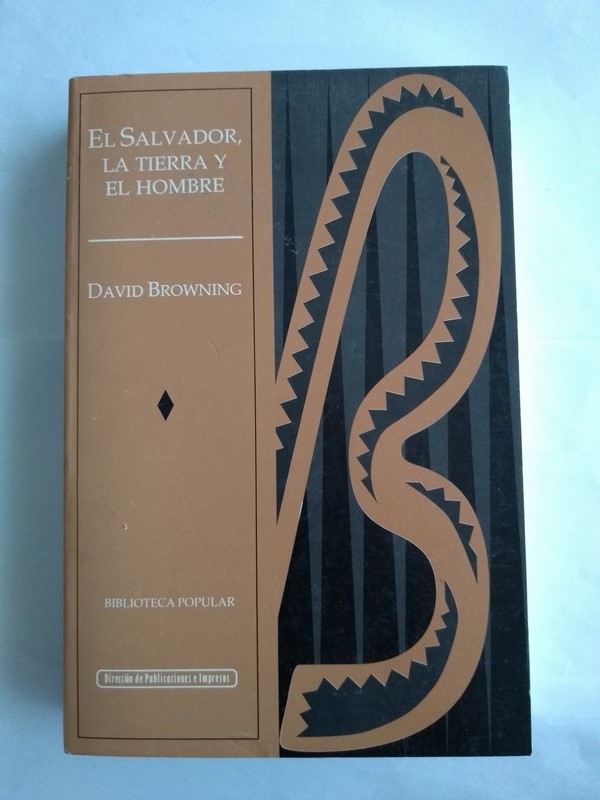 EL SALVADOR,
LA TIERRA Y
EL HOMBRE
DAVID BROWNING
BIBLIOTECA POPULAR
Dirección de Publicaciones e Impresos